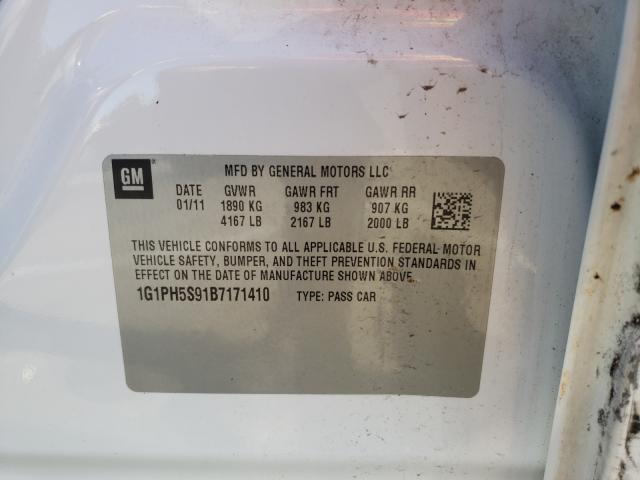 GM
MFD BY GENERAL MOTORS LLC
DATE GVWR GAWR FRT GAWR RR
01/11 1890 KG 983 KG 907 KG
4167 LB 2167 LB 2000 LB
THIS VEHICLE CONFORMS TO ALL APPLICABLE U.S. FEDERAL MOTOR
VEHICLE SAFETY, BUMPER, AND THEFT PREVENTION STANDARDS IN
EFFECT ON THE DATE OF MANUFACTURE SHOWN ABOVE.
1G1PH5S91B7171410 TYPE: PASS CAR